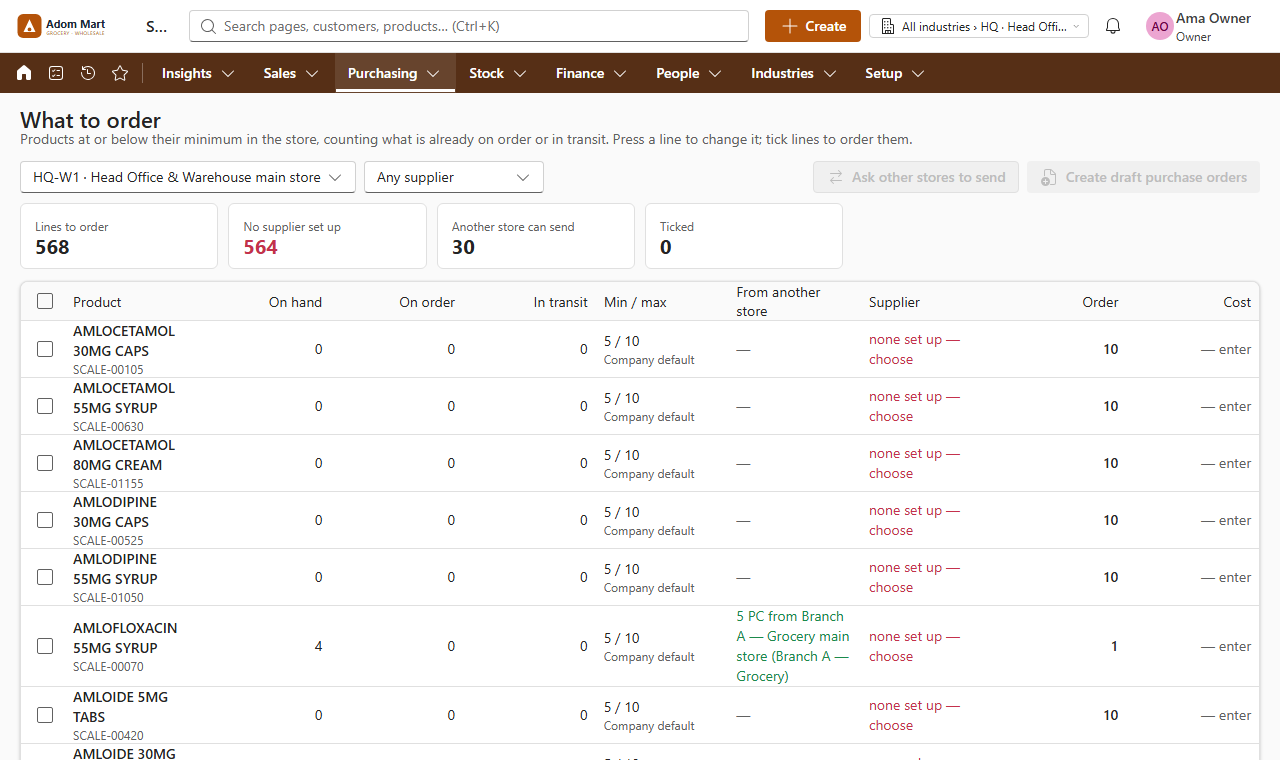 Adom Mart
GROCERY · WHOLESALE
S...
Search pages, customers, products... (Ctrl+K)
Create
All industries › HQ · Head Offi...
AO
Ama Owner
Owner
Insights
Sales
Purchasing
Stock
Finance
People
Industries
Setup
What to order
Products at or below their minimum in the store, counting what is already on order or in transit. Press a line to change it; tick lines to order them.
HQ-W1 · Head Office & Warehouse main store
Any supplier
Ask other stores to send
Create draft purchase orders
Lines to order
568
No supplier set up
564
Another store can send
30
Ticked
0
Product
On hand
On order
In transit
Min / max
From another
store
Supplier
Order
Cost
AMLOCETAMOL
30MG CAPS
SCALE-00105
0
0
0
5 / 10
Company default
—
none set up —
choose
10
— enter
AMLOCETAMOL
55MG SYRUP
SCALE-00630
0
0
0
5 / 10
Company default
—
none set up —
choose
10
— enter
AMLOCETAMOL
80MG CREAM
SCALE-01155
0
0
0
5 / 10
Company default
—
none set up —
choose
10
— enter
AMLODIPINE
30MG CAPS
SCALE-00525
0
0
0
5 / 10
Company default
—
none set up —
choose
10
— enter
AMLODIPINE
55MG SYRUP
SCALE-01050
0
0
0
5 / 10
Company default
—
none set up —
choose
10
— enter
AMLOFLOXACIN
55MG SYRUP
SCALE-00070
4
0
0
5 / 10
Company default
5 PC from Branch
A — Grocery main
store (Branch A —
Grocery)
none set up —
choose
1
— enter
AMLOIDE 5MG
TABS
SCALE-00420
0
0
0
5 / 10
Company default
—
none set up —
choose
10
— enter
AMLOIDE 30MG